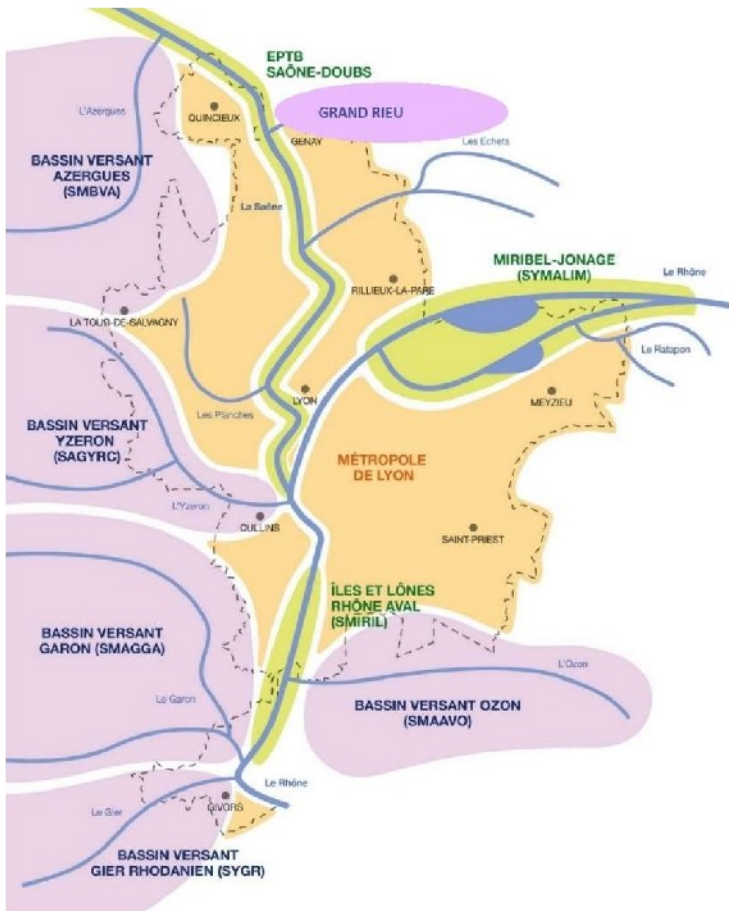 EPTB
SAÔNE-DOUBS
GRAND RIEU
L'Azergues
QUINCIEUX
GENAY
Les Echets
BASSIN VERSANT
AZERGUES
(SMBVA)
La Saône
MIRIBEL-JONAGE
(SYMALIM)
Le Rhône
RILLIEUX-LA-PAPE
LA TOUR-DE-SALVAGNY
Le Ratapon
LYON
MEYZIEU
Les Planches
BASSIN VERSANT
YZERON
(SAGYRC)
MÉTROPOLE
DE LYON
L'Yzeron
OULLINS
SAINT-PRIEST
ÎLES ET LÔNES
RHÔNE AVAL
(SMIRIL)
BASSIN VERSANT
GARON (SMAGGA)
L'Ozon
Le Garon
BASSIN VERSANT OZON
(SMAAVO)
Le Rhône
Le Gier
GIVORS
BASSIN VERSANT
GIER RHODANIEN (SYGR)